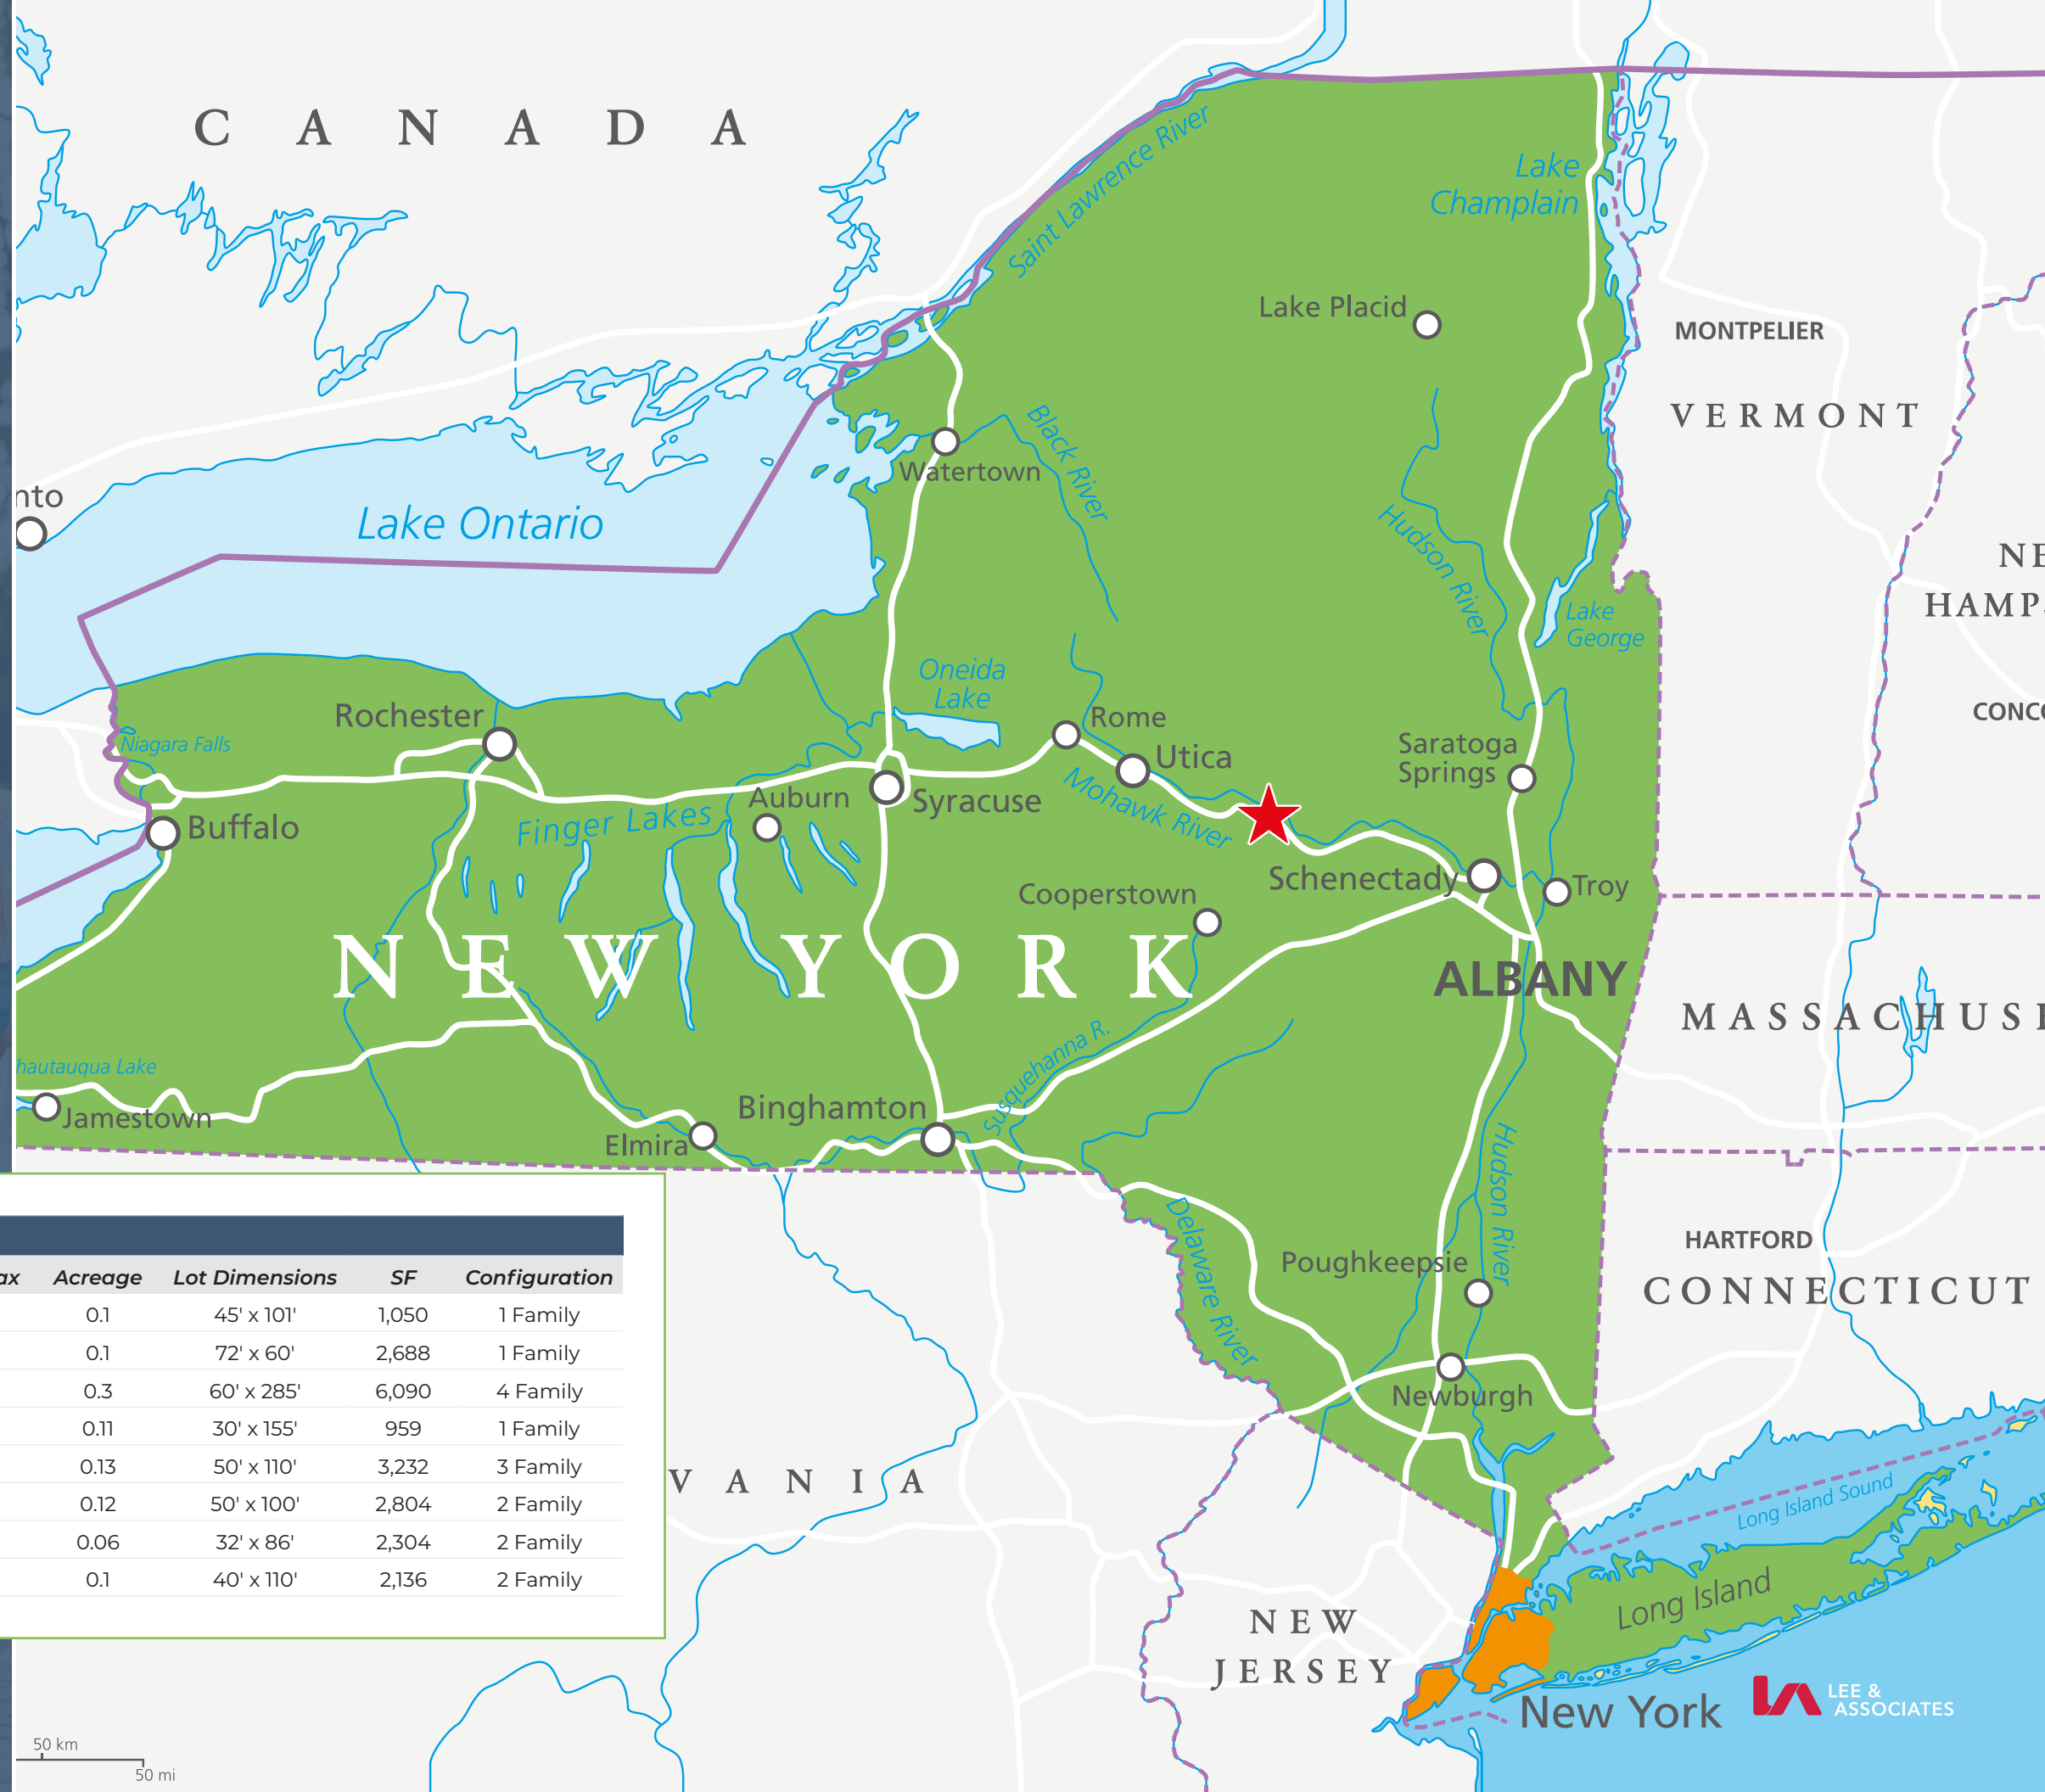 CANADA
Saint Lawrence River
Lake
Champlain
Lake Placid
MONTPELIER
VERMONT
Black River
Watertown
nto
Lake Ontario
Hudson River
NE
HAMP
Lake
George
Oneida
Lake
CONC
Rochester
Rome
Niagara Falls
Utica
Saratoga
Springs
Mohawk River
Auburn
Syracuse
Finger Lakes
Buffalo
Schenectady
Troy
Cooperstown
NEW YORK
ALBANY
MASSACHUSE
Susquehanna R.
hautauqua Lake
Jamestown
Binghamton
Elmira
Hudson River
Delaware River
HARTFORD
Poughkeepsie
CONNECTICUT
Newburgh
ax Acreage Lot Dimensions SF Configuration
0.1 45' x 101' 1,050 1 Family
0.1 72' x 60' 2,688 1 Family
0.3 60' x 285' 6,090 4 Family
0.11 30' x 155' 959 1 Family
0.13 50' x 110' 3,232 3 Family
0.12 50' x 100' 2,804 2 Family
0.06 32' x 86' 2,304 2 Family
0.1 40' x 110' 2,136 2 Family
VANIA
Long Island Sound
Long Island
NEW
JERSEY
New York
LEE &
ASSOCIATES
50 km
50 mi